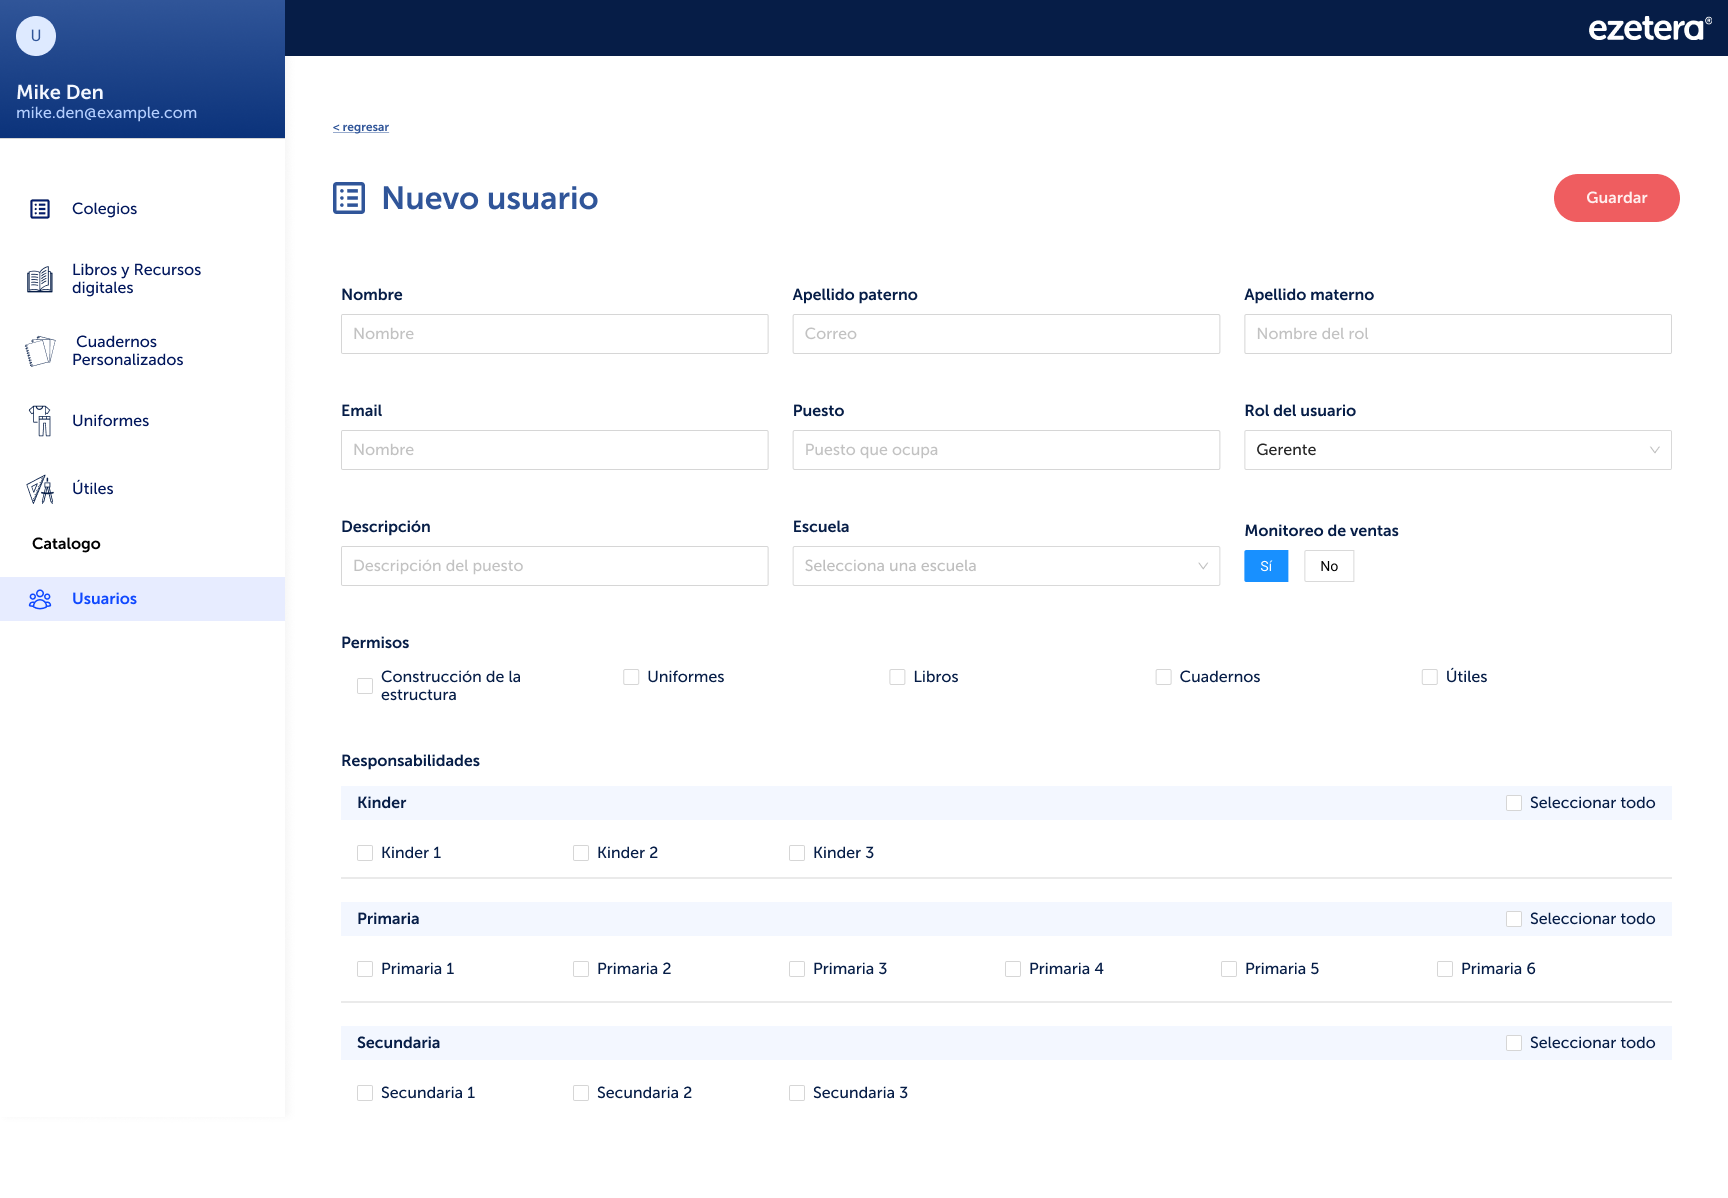 U
Mike Den
mike.den@example.com
Colegios
Libros y Recursos
digitales
Cuadernos
Personalizados
Uniformes
Útiles
Catalogo
Usuarios
ezetera®
< regresar
Nuevo usuario
Guardar
Nombre
Nombre
Apellido paterno
Correo
Apellido materno
Nombre del rol
Email
Nombre
Puesto
Puesto que ocupa
Rol del usuario
Gerente
Descripción
Descripción del puesto
Escuela
Selecciona una escuela
Monitoreo de ventas
Sí
No
Permisos
Construcción de la
estructura
Uniformes
Libros
Cuadernos
Útiles
Responsabilidades
Kinder
Seleccionar todo
Kinder 1
Kinder 2
Kinder 3
Primaria
Seleccionar todo
Primaria 1
Primaria 2
Primaria 3
Primaria 4
Primaria 5
Primaria 6
Secundaria
Seleccionar todo
Secundaria 1
Secundaria 2
Secundaria 3